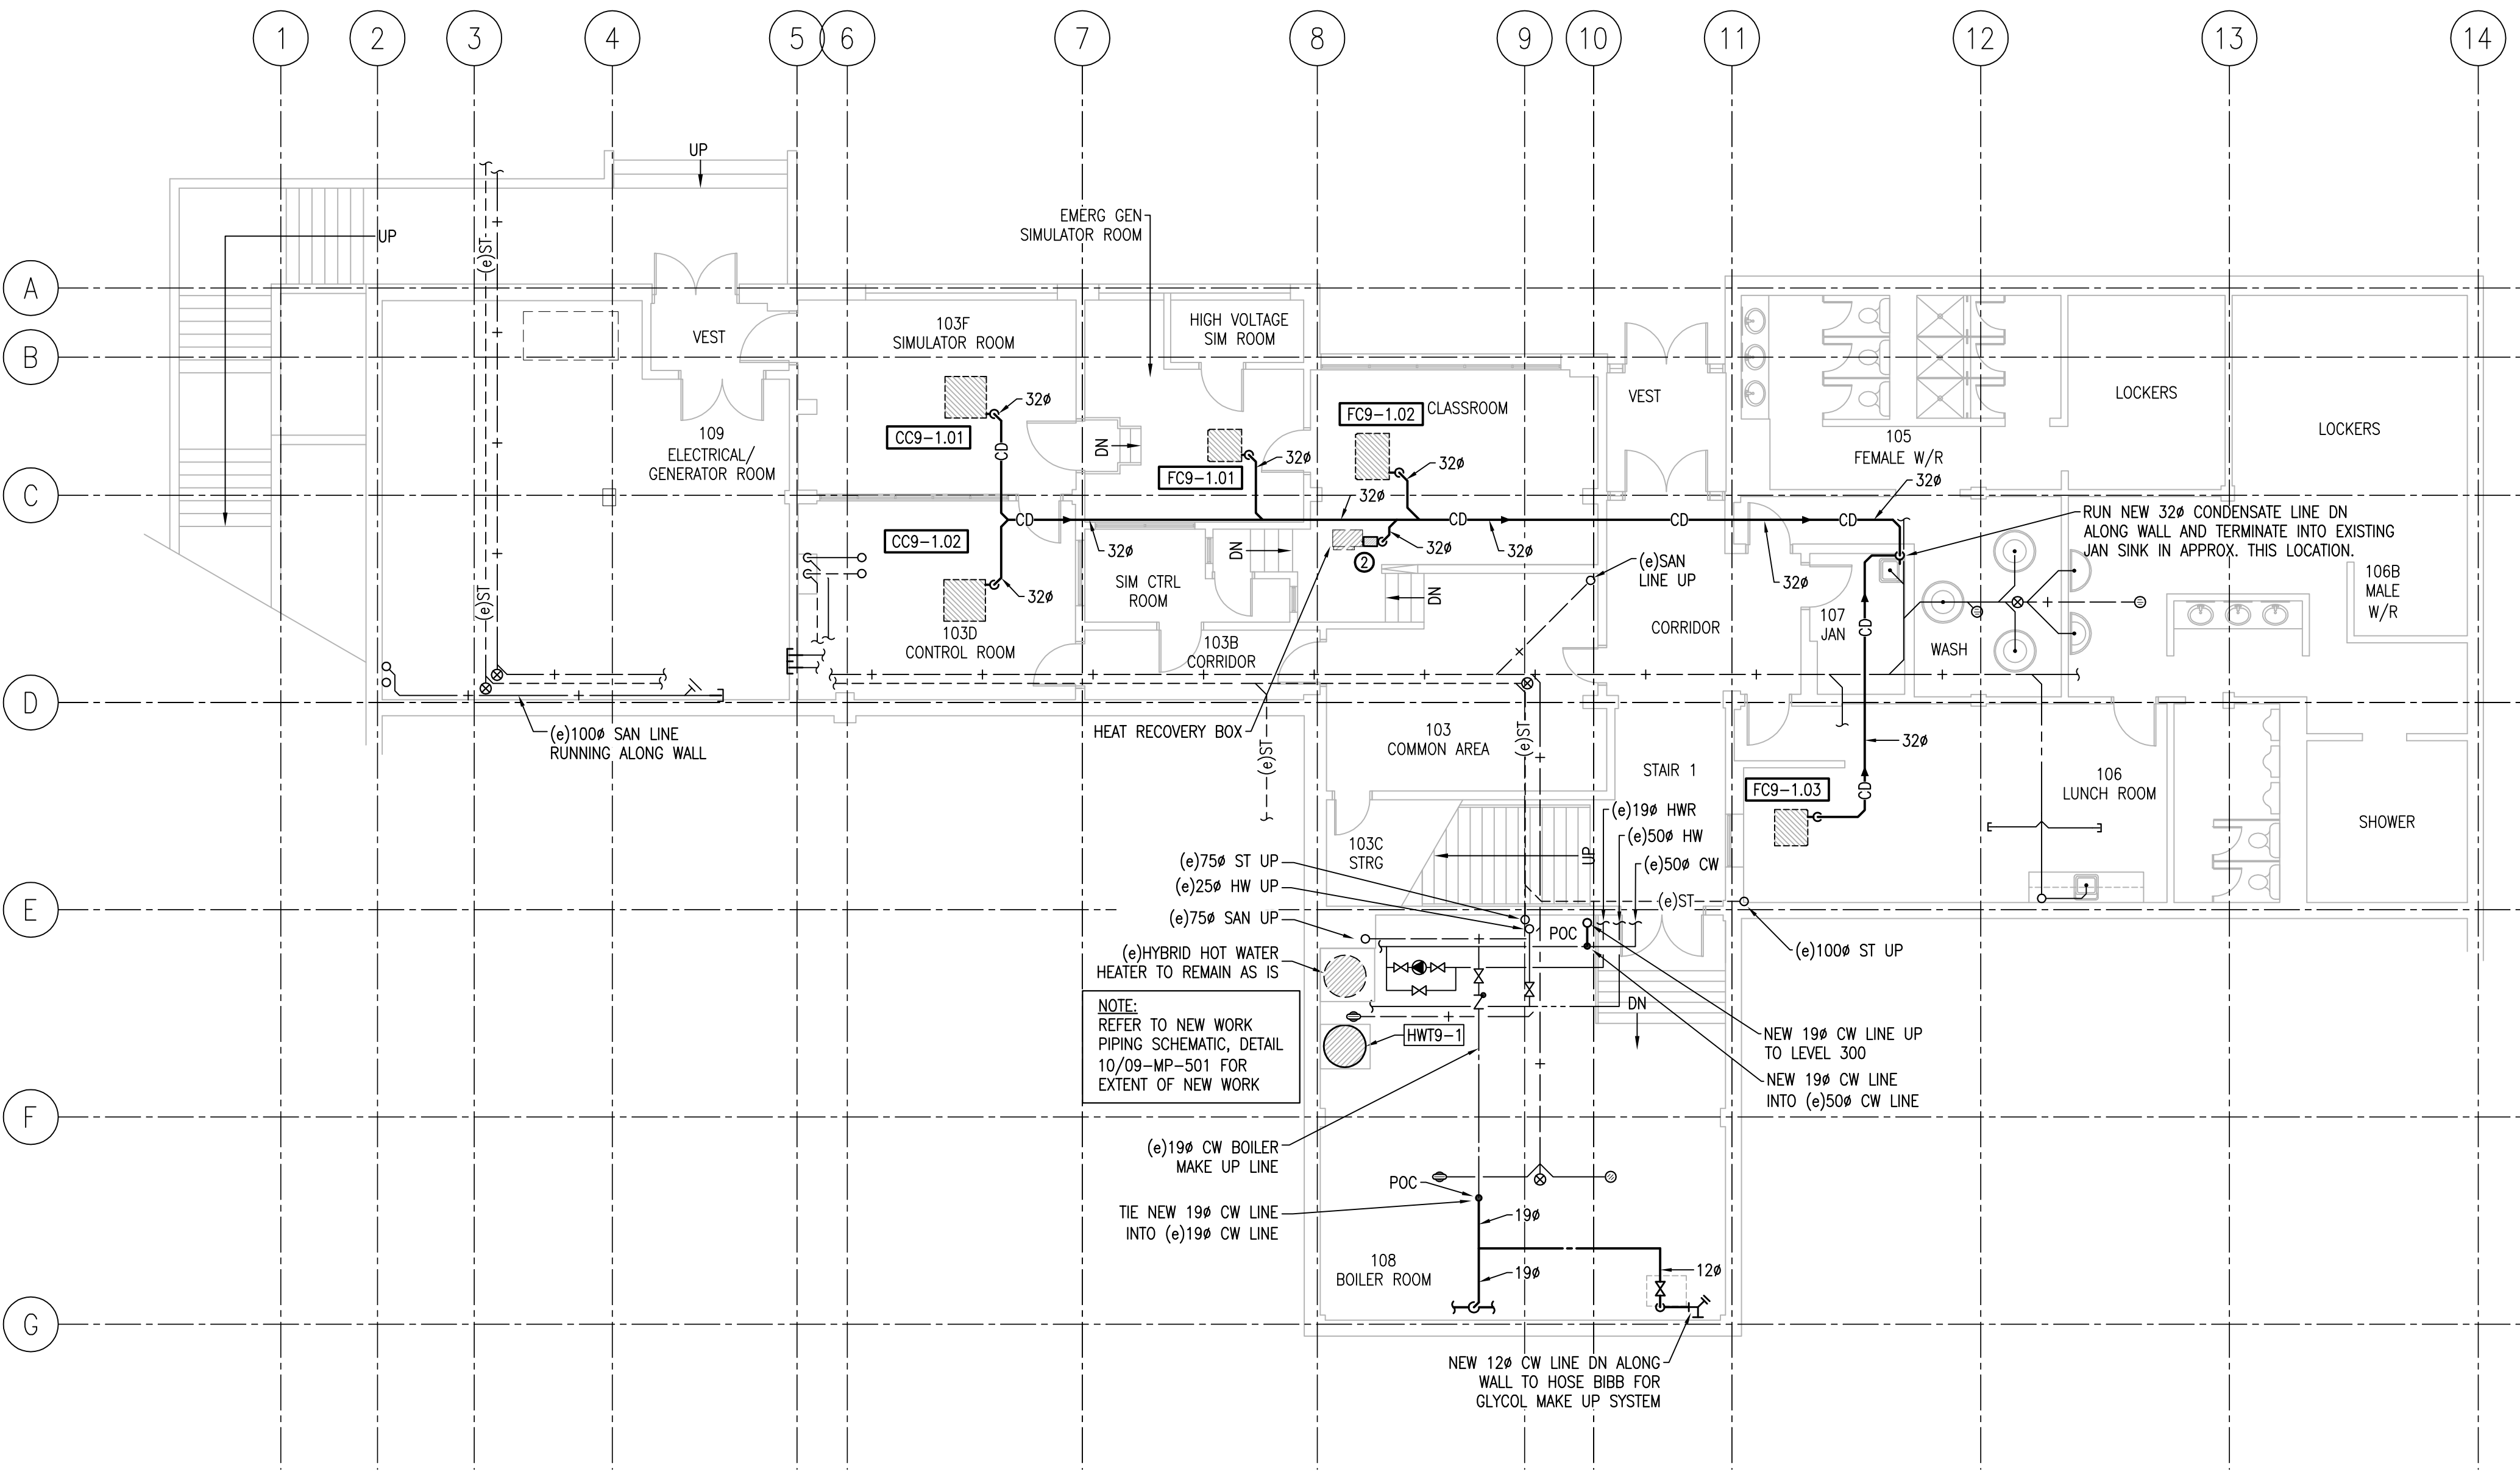 1
2
3
4
5
6
7
8
9
10
11
12
13
14
A
B
C
D
E
F
G
UP
UP
(e)ST
(e)ST
VEST
109
ELECTRICAL/
GENERATOR ROOM
(e)100ø SAN LINE
RUNNING ALONG WALL
103F
SIMULATOR ROOM
32ø
CC9-1.01
CD
CD
CC9-1.02
32ø
103D
CONTROL ROOM
EMERG GEN
SIMULATOR ROOM
HIGH VOLTAGE
SIM ROOM
DN
FC9-1.01
32ø
32ø
SIM CTRL
ROOM
DN
103B
CORRIDOR
FC9-1.02
CLASSROOM
32ø
32ø
CD
32ø
2
32ø
DN
HEAT RECOVERY BOX
(e)ST
(e)SAN
LINE UP
VEST
CD
CD
32ø
CORRIDOR
105
FEMALE W/R
32ø
LOCKERS
LOCKERS
RUN NEW 32ø CONDENSATE LINE DN
ALONG WALL AND TERMINATE INTO EXISTING
JAN SINK IN APPROX. THIS LOCATION.
107
JAN
CD
WASH
106B
MALE
W/R
103
COMMON AREA
(e)ST
STAIR 1
32ø
CD
FC9-1.03
106
LUNCH ROOM
SHOWER
103C
STRG
UP
(e)19ø HWR
(e)50ø HW
(e)50ø CW
(e)ST
(e)75ø ST UP
(e)25ø HW UP
(e)75ø SAN UP
POC
(e)HYBRID HOT WATER
HEATER TO REMAIN AS IS
(e)100ø ST UP
DN
NOTE:
REFER TO NEW WORK
PIPING SCHEMATIC, DETAIL
10/09-MP-501 FOR
EXTENT OF NEW WORK
HWT9-1
NEW 19ø CW LINE UP
TO LEVEL 300
NEW 19ø CW LINE
INTO (e)50ø CW LINE
(e)19ø CW BOILER
MAKE UP LINE
POC
TIE NEW 19ø CW LINE
INTO (e)19ø CW LINE
19ø
108
BOILER ROOM
19ø
12ø
NEW 12ø CW LINE DN ALONG
WALL TO HOSE BIBB FOR
GLYCOL MAKE UP SYSTEM